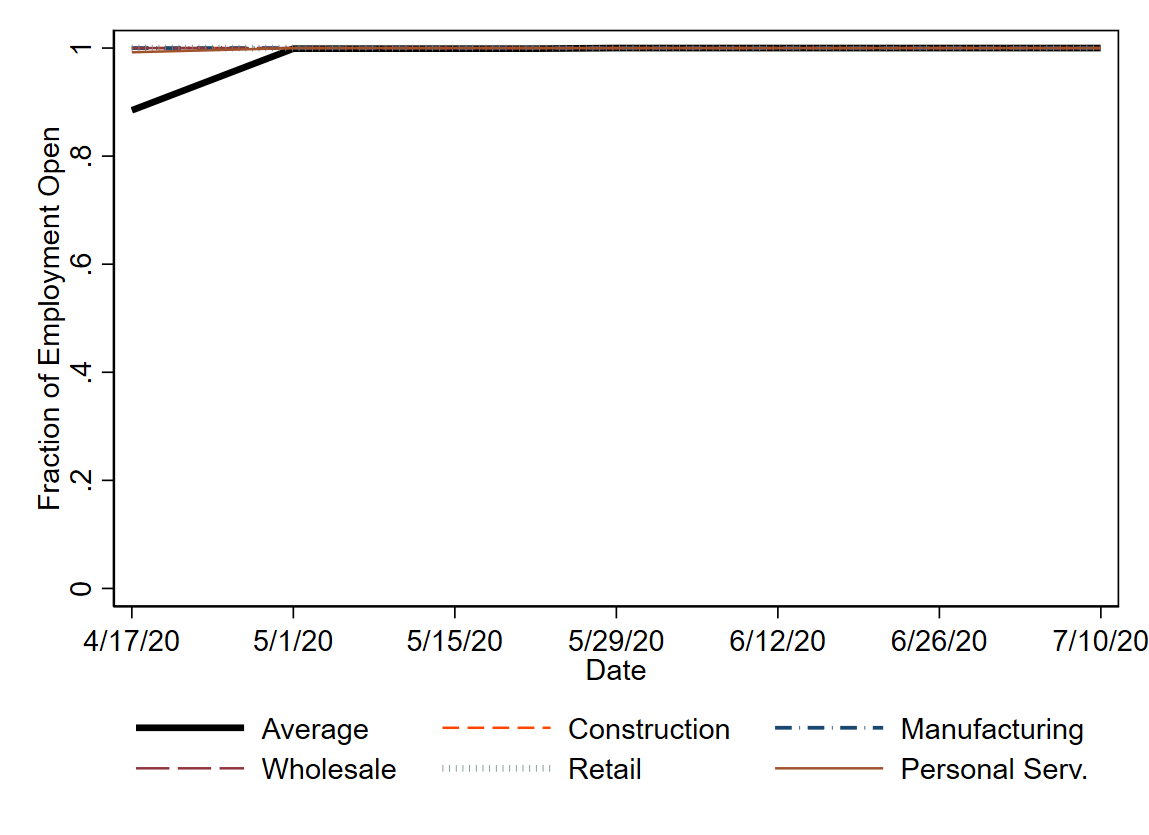 Fraction of Employment Open
1
.8
.6
.4
.2
0
4/17/20 5/1/20 5/15/20 5/29/20 6/12/20 6/26/20 7/10/20
Date
Average Construction Manufacturing
Wholesale Retail Personal Serv.